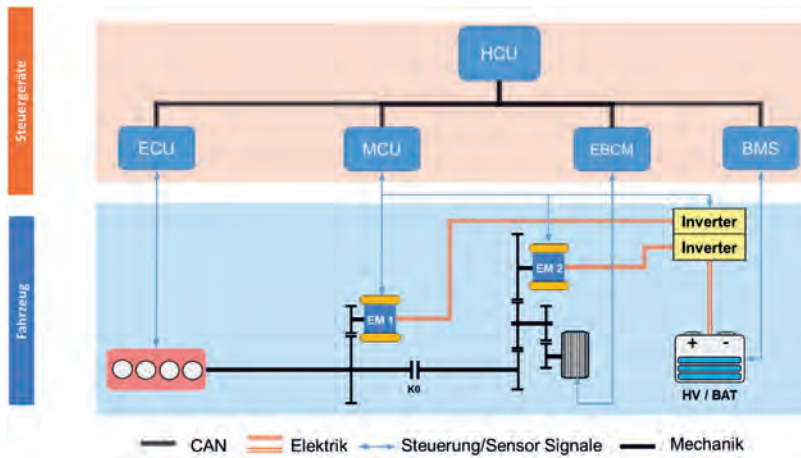 Steuergeräte
HCU
ECU
MCU
EBCM
BMS
Fahrzeug
Inverter
Inverter
EM 2
EM 1
K0
+ -
HV / BAT
CAN
Elektrik
Steuerung/Sensor Signale
Mechanik